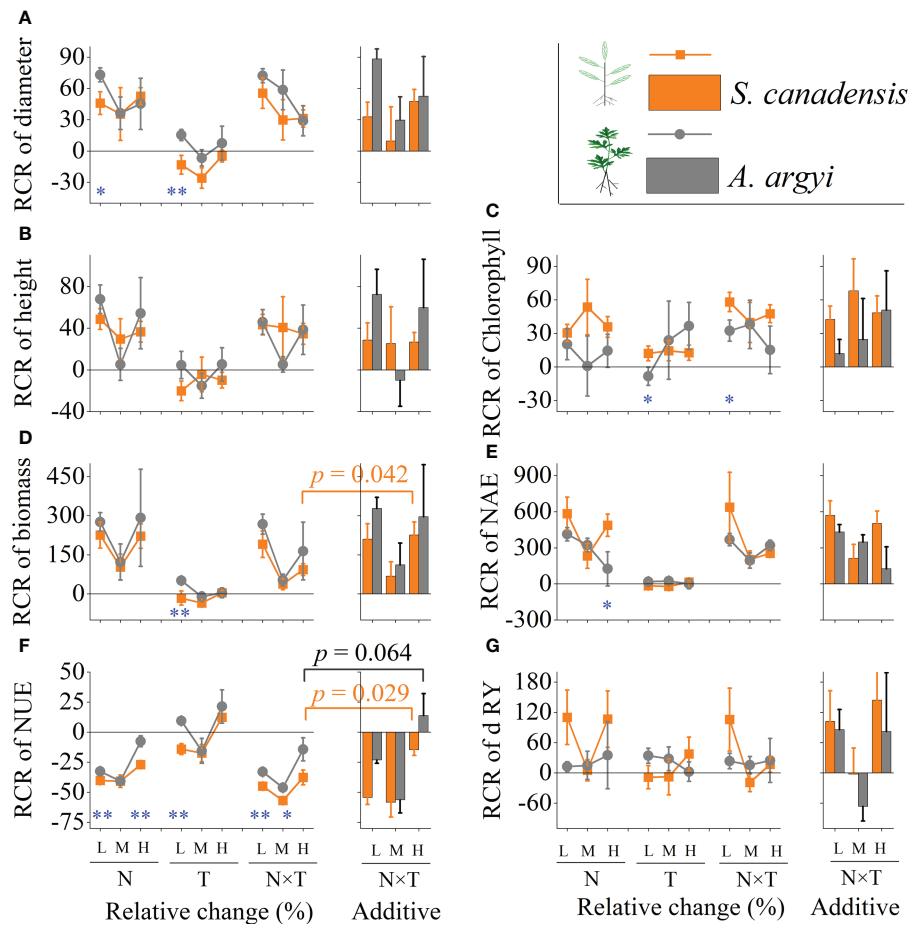 A
RCR of diameter
90
60
30
0
-30
* **
S. canadensis
A. argyi
B
RCR of height
80
40
0
-40
C
RCR of Chlorophyll
90
60
30
0
-30
* *
D
RCR of biomass
450
300
150
0
**
p = 0.042
E
RCR of NAE
900
600
300
0
-300
*
F
RCR of NUE
50
25
0
-25
-50
-75
** ** ** ** *
p = 0.064
p = 0.029
L M H L M H L M H L M H
N T N×T N×T
Relative change (%) Additive
G
RCR of d RY
180
120
60
0
-60
L M H L M H L M H L M H
N T N×T N×T
Relative change (%) Additive